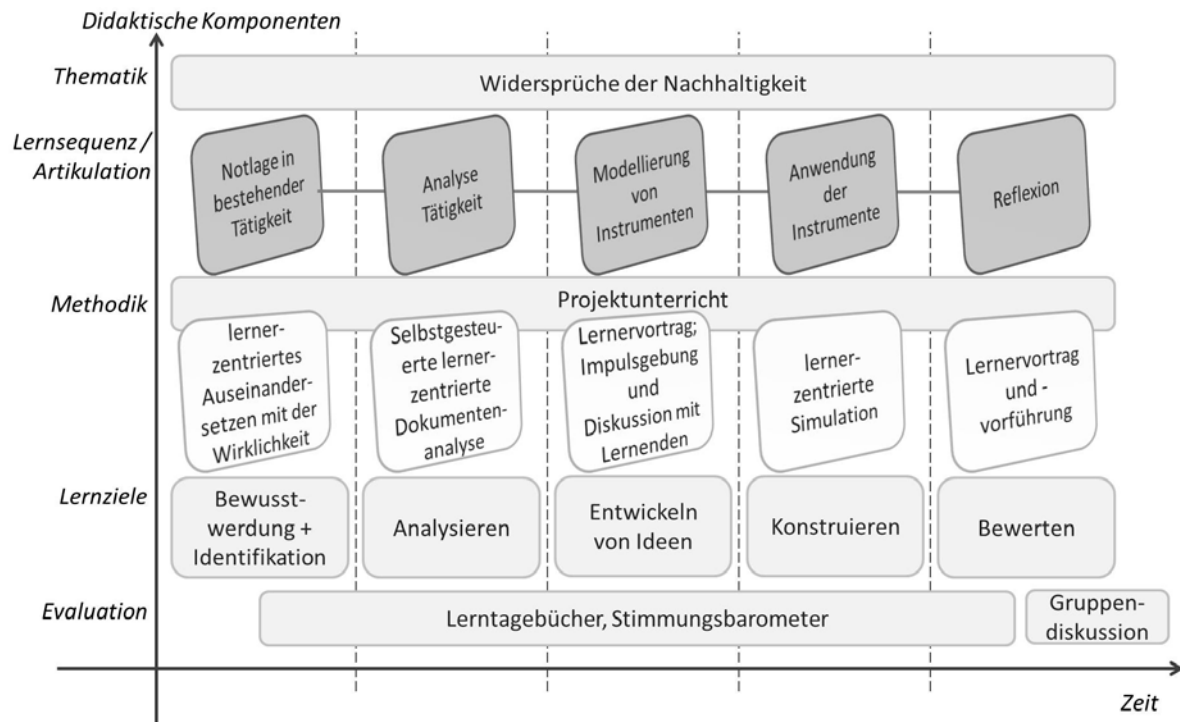 Didaktische Komponenten
Thematik
Widersprüche der Nachhaltigkeit
Lernsequenz /
Artikulation
Notlage in
bestehender
Tätigkeit
Analyse
Tätigkeit
Modellierung
von
Instrumenten
Anwendung
der
Instrumente
Reflexion
Methodik
Projektunterricht
lerner-
zentriertes
Auseinander-
setzen mit der
Wirklichkeit
Selbstgesteu-
erte lerner-
zentrierte
Dokumenten-
analyse
Lernervortrag;
Impulsgebung
und
Diskussion mit
Lernenden
lerner-
zentrierte
Simulation
Lernervortrag
und -
vorführung
Lernziele
Bewusst-
werdung +
Identifikation
Analysieren
Entwickeln
von Ideen
Konstruieren
Bewerten
Evaluation
Lerntagebücher, Stimmungsbarometer
Gruppen-
diskussion
Zeit